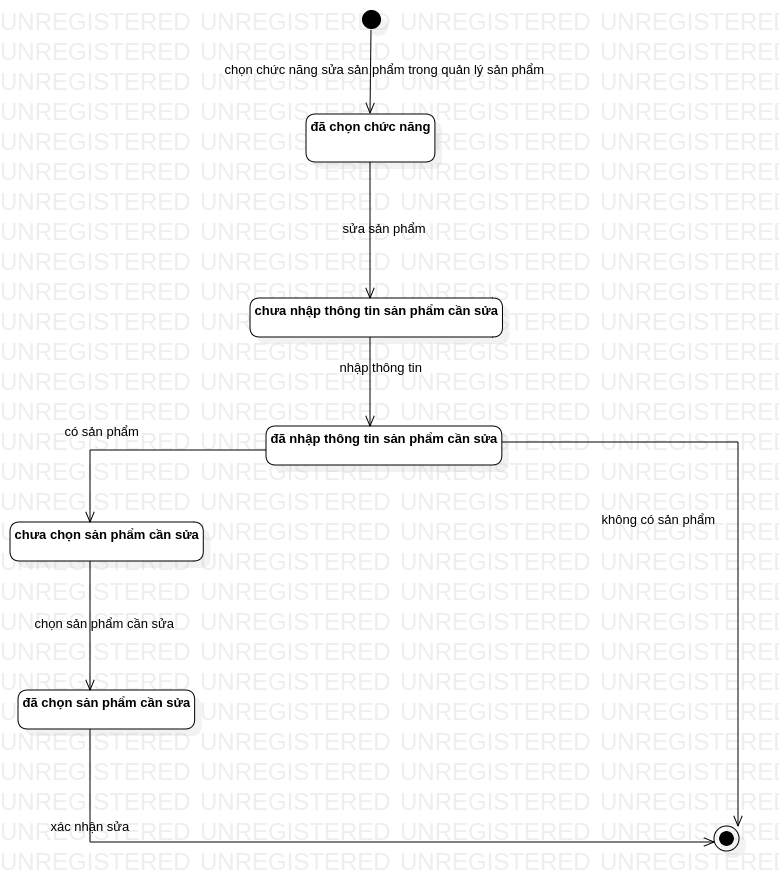 chọn chức năng sửa sản phẩm trong quản lý sản phẩm
đã chọn chức năng
sửa sản phẩm
chưa nhập thông tin sản phẩm cần sửa
nhập thông tin
có sản phẩm
đã nhập thông tin sản phẩm cần sửa
không có sản phẩm
chưa chọn sản phẩm cần sửa
chọn sản phẩm cần sửa
đã chọn sản phẩm cần sửa
xác nhận sửa
UNREGISTERED